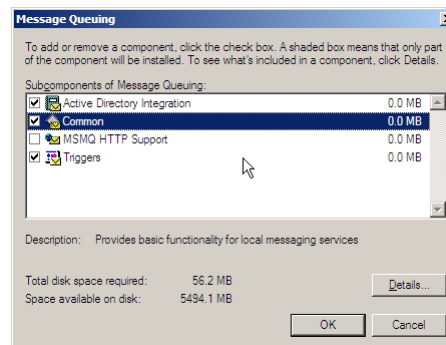 Message Queuing
To add or remove a component, click the check box. A shaded box means that only part
of the component will be installed. To see what's included in a component, click Details.
Subcomponents of Message Queuing:
Active Directory Integration 0.0 MB
Common 0.0 MB
MSMQ HTTP Support 0.0 MB
Triggers 0.0 MB
Description: Provides basic functionality for local messaging services
Total disk space required: 56.2 MB
Space available on disk: 5494.1 MB
Details...
OK Cancel